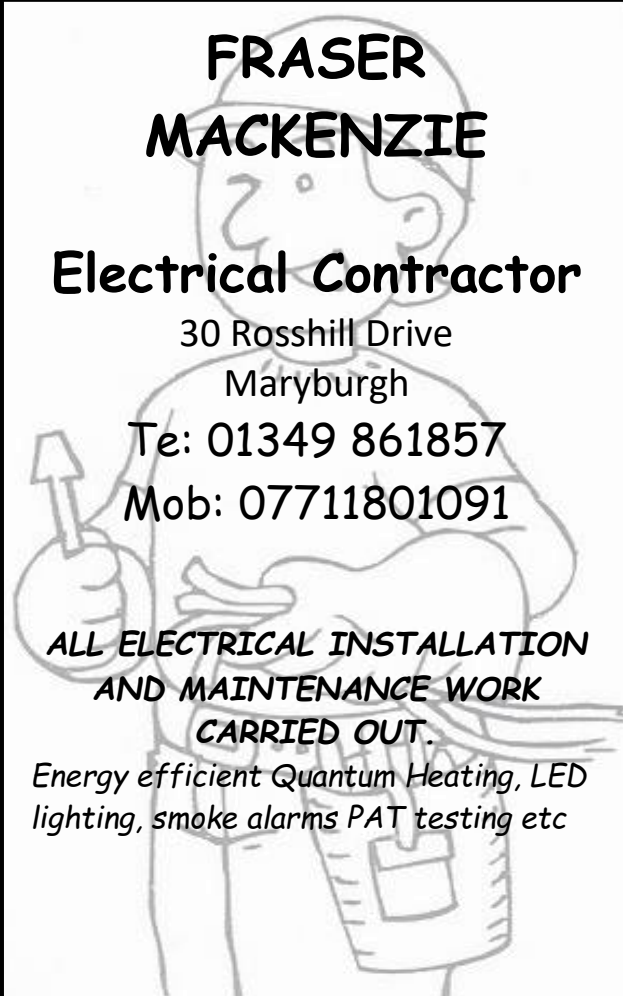 FRASER
MACKENZIE
Electrical Contractor
30 Rosshill Drive
Maryburgh
Te: 01349 861857
Mob: 07711801091
ALL ELECTRICAL INSTALLATION
AND MAINTENANCE WORK
CARRIED OUT.
Energy efficient Quantum Heating, LED
lighting, smoke alarms PAT testing etc